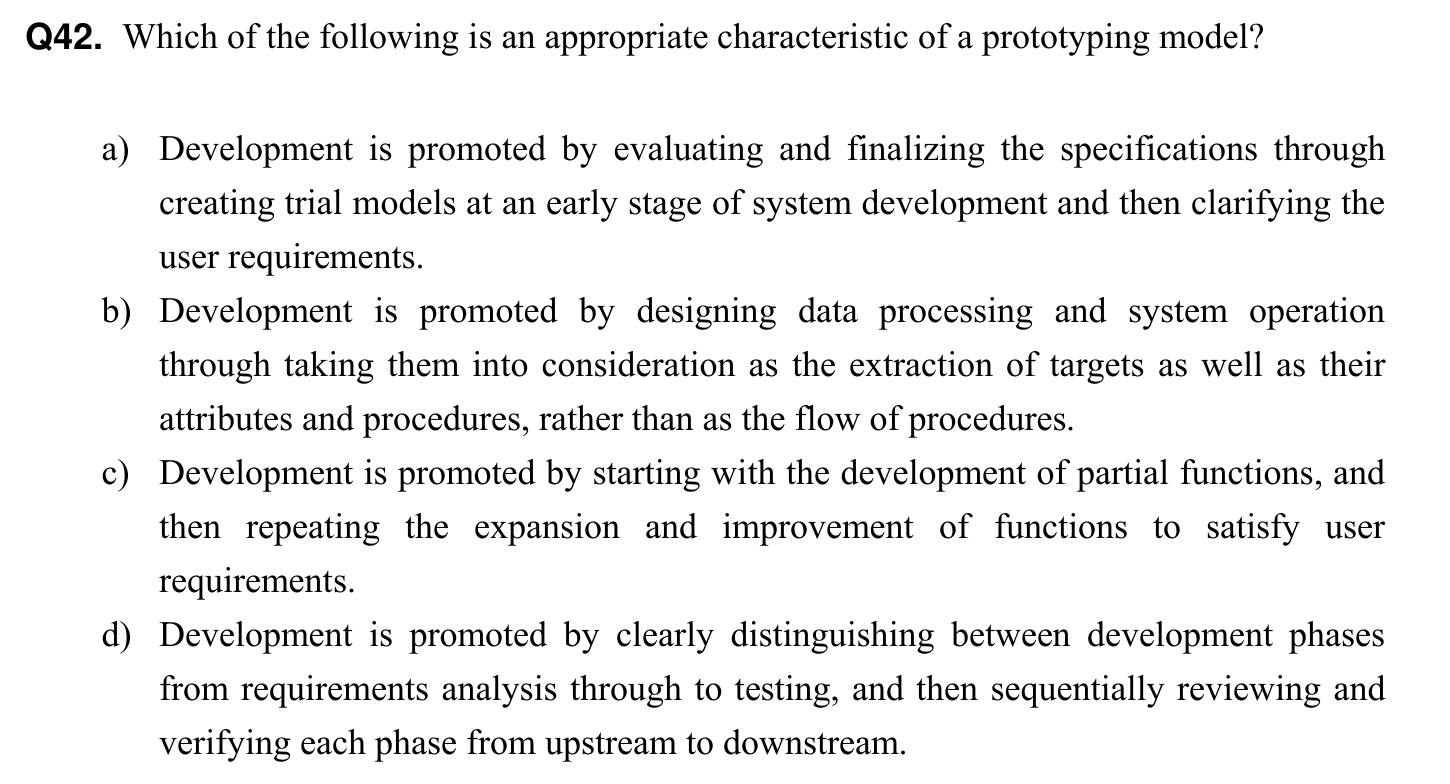 Q42. Which of the following is an appropriate characteristic of a prototyping model?
a) Development is promoted by evaluating and finalizing the specifications through
creating trial models at an early stage of system development and then clarifying the
user requirements.
b) Development is promoted by designing data processing and system operation
through taking them into consideration as the extraction of targets as well as their
attributes and procedures, rather than as the flow of procedures.
c) Development is promoted by starting with the development of partial functions, and
then repeating the expansion and improvement of functions to satisfy user
requirements.
d) Development is promoted by clearly distinguishing between development phases
from requirements analysis through to testing, and then sequentially reviewing and
verifying each phase from upstream to downstream.